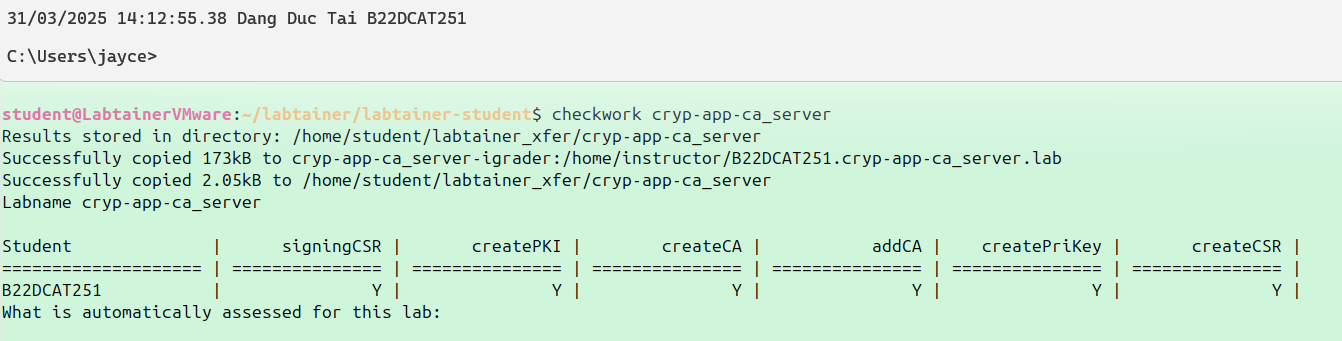 31/03/2025 14:12:55.38 Dang Duc Tai B22DCAT251
C:\Users\jayce>
student@LabtainerVMware:~/labtainer/labtainer-student$ checkwork cryp-app-ca_server
Results stored in directory: /home/student/labtainer_xfer/cryp-app-ca_server
Successfully copied 173kB to cryp-app-ca_server-igrader:/home/instructor/B22DCAT251.cryp-app-ca_server.lab
Successfully copied 2.05kB to /home/student/labtainer_xfer/cryp-app-ca_server
Labname cryp-app-ca_server
Student | signingCSR | createPKI | createCA | addCA | createPriKey | createCSR |
==================== | =============== | =============== | =============== | =============== | =============== | =============== |
B22DCAT251 | Y | Y | Y | Y | Y | Y |
What is automatically assessed for this lab: